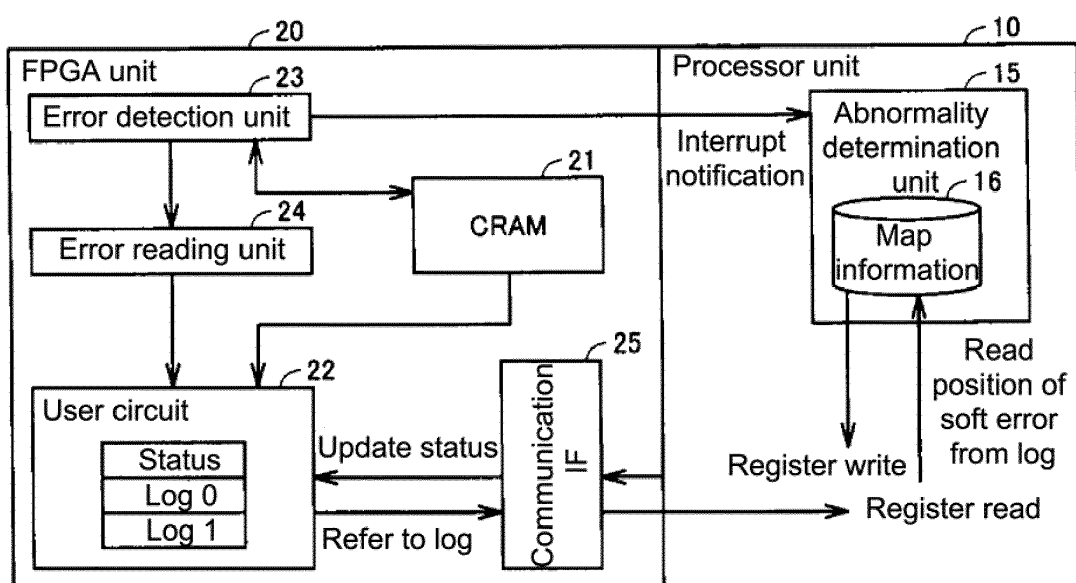 20
10
FPGA unit
Processor unit
23
Error detection unit
15
Abnormality
determination
unit
16
Map
information
Interrupt
notification
21
CRAM
24
Error reading unit
22
User circuit
Status
Log 0
Log 1
25
Communication
IF
Update status
Refer to log
Read
position of
soft error
from log
Register write
Register read